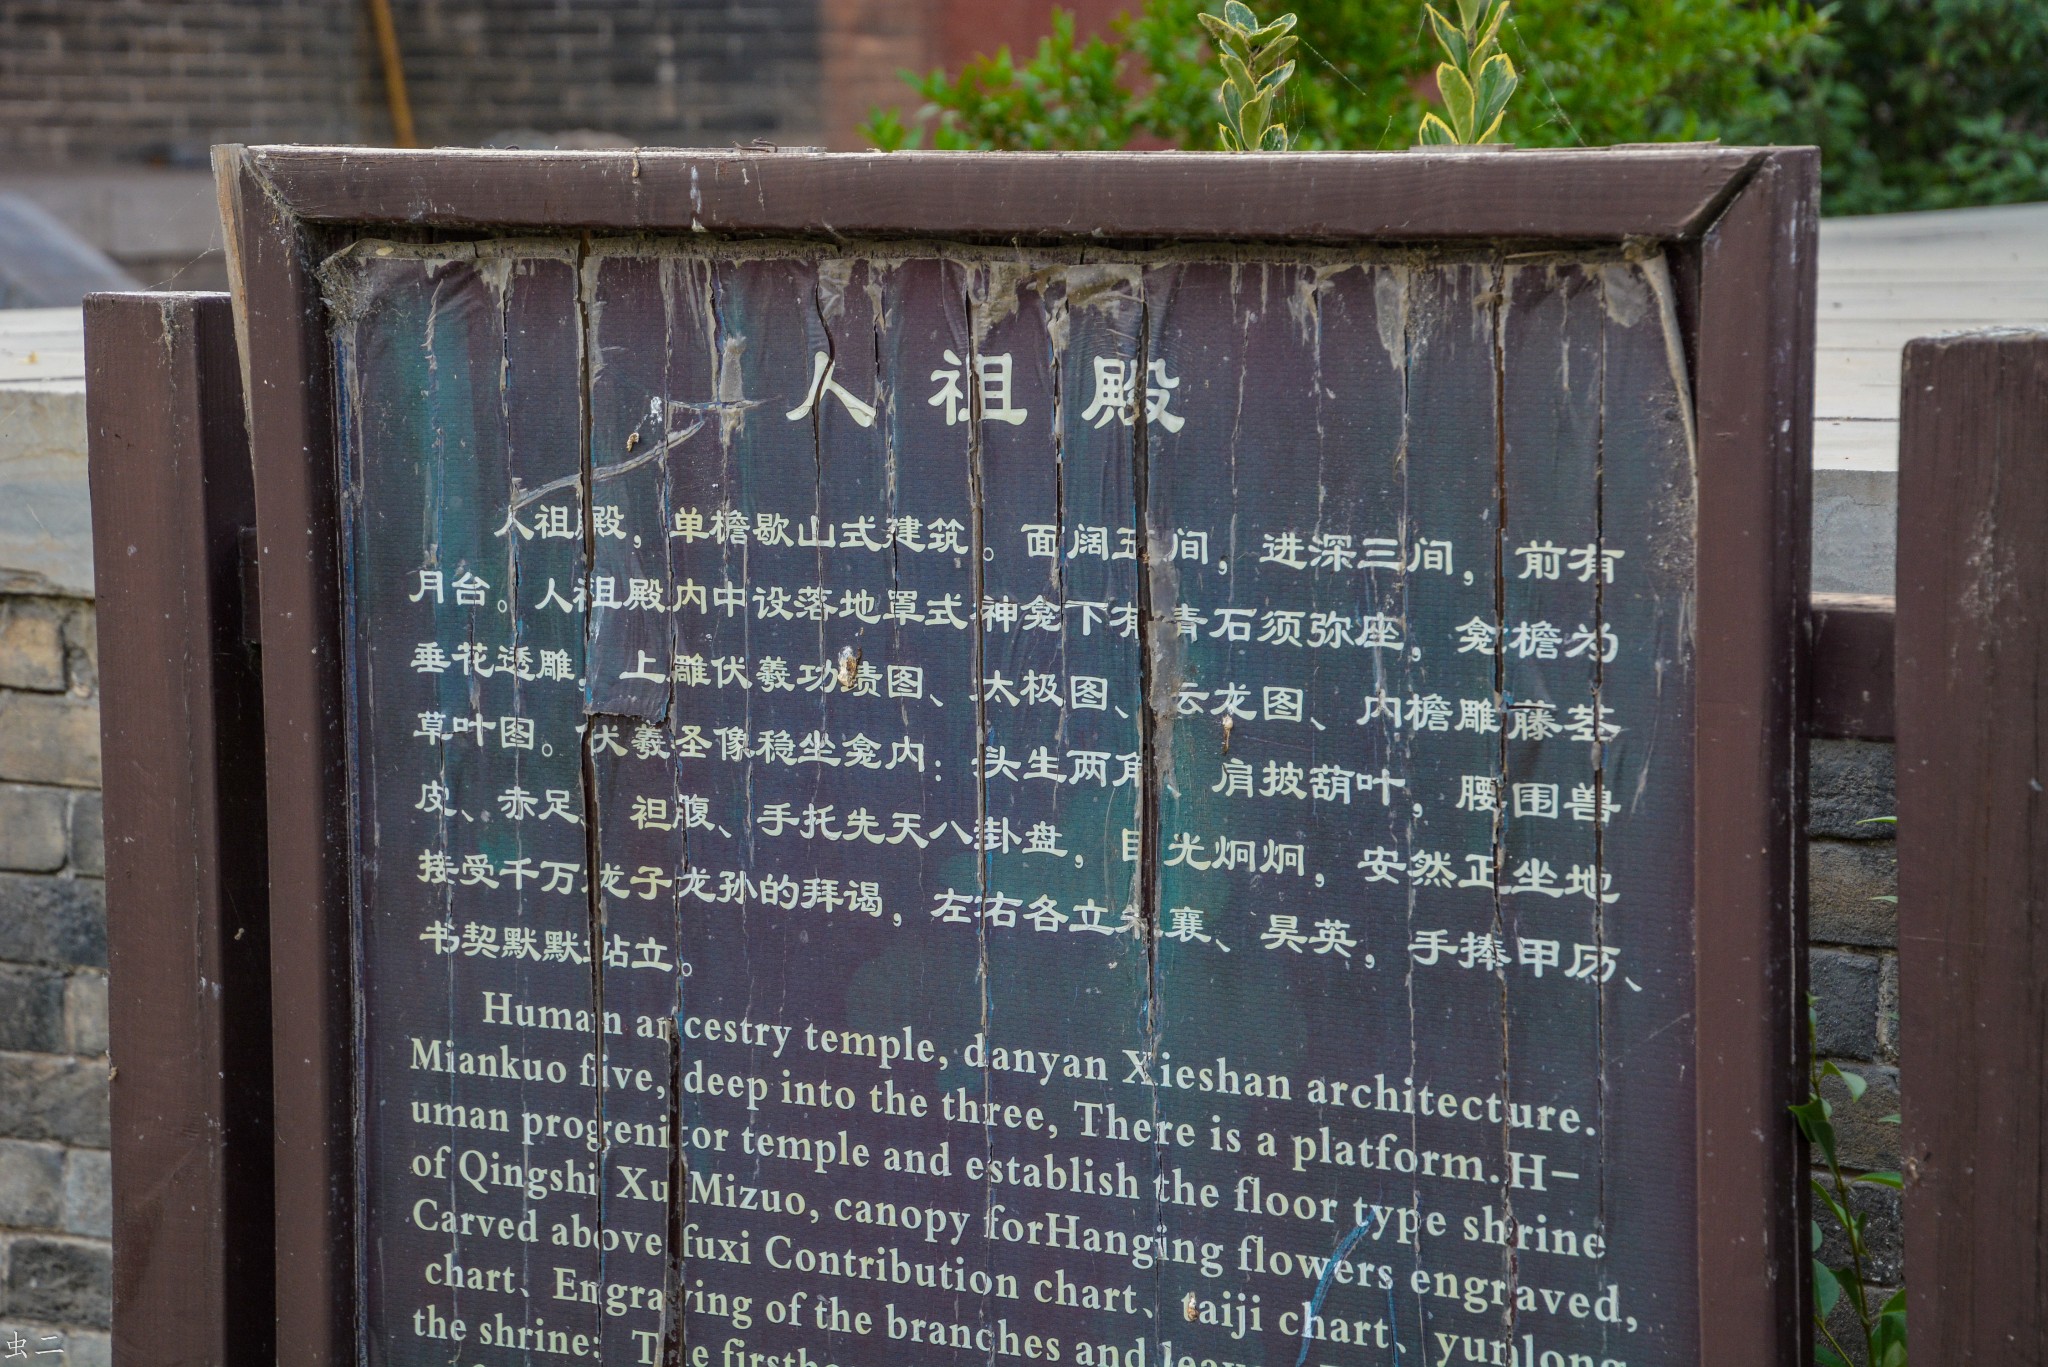 人祖殿
人祖殿，单檐歇山式建筑。面阔五间，进深三间，前有
月台。人祖殿内中设落地罩式神龛下有青石须弥座，龛檐为
垂花透雕，上雕伏羲功绩图、太极图、云龙图、内檐雕藤茎
草叶图。伏羲圣像稳坐龛内：头生两角，肩披葫叶，腰围兽
皮、赤足、袒腹、手托先天八卦盘，目光炯炯，安然正坐地
接受千万龙子龙孙的拜谒，左右各立朱襄、昊英，手捧甲历、
书契默默站立。
Human ancestry temple, danyan Xieshan architecture.
Miankuo five, deep into the three, There is a platform. H-
uman progenitor temple and establish the floor type shrine
of Qingshi Xu Mizuo, canopy forHanging flowers engraved,
Carved above fuxi Contribution chart、taiji chart、yunlong
chart、Engraving of the branches and
the shrine: The
虫二